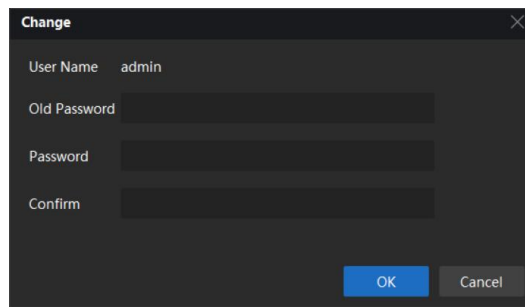 Change
User Name admin
Old Password
Password
Confirm
OK Cancel